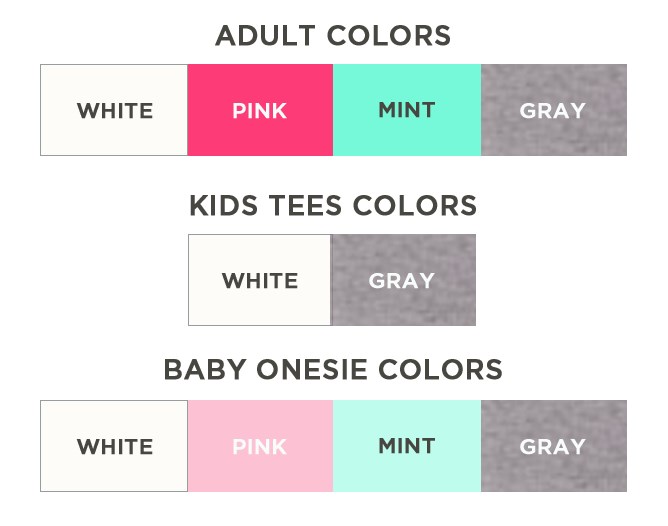 ADULT COLORS
WHITE PINK MINT GRAY
KIDS TEES COLORS
WHITE GRAY
BABY ONESIE COLORS
WHITE PINK MINT GRAY